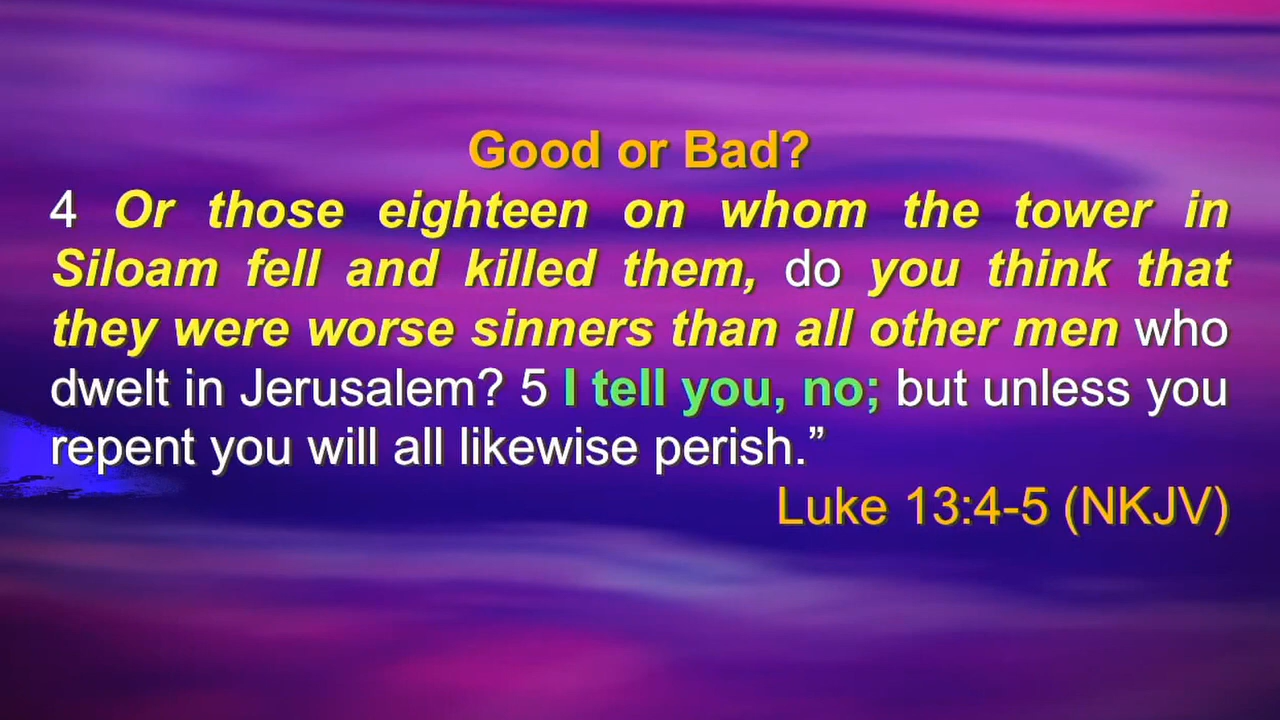 Good or Bad?
4 Or those eighteen on whom the tower in
Siloam fell and killed them, do you think that
they were worse sinners than all other men who
dwelt in Jerusalem? 5 I tell you, no; but unless you
repent you will all likewise perish.”
Luke 13:4-5 (NKJV)